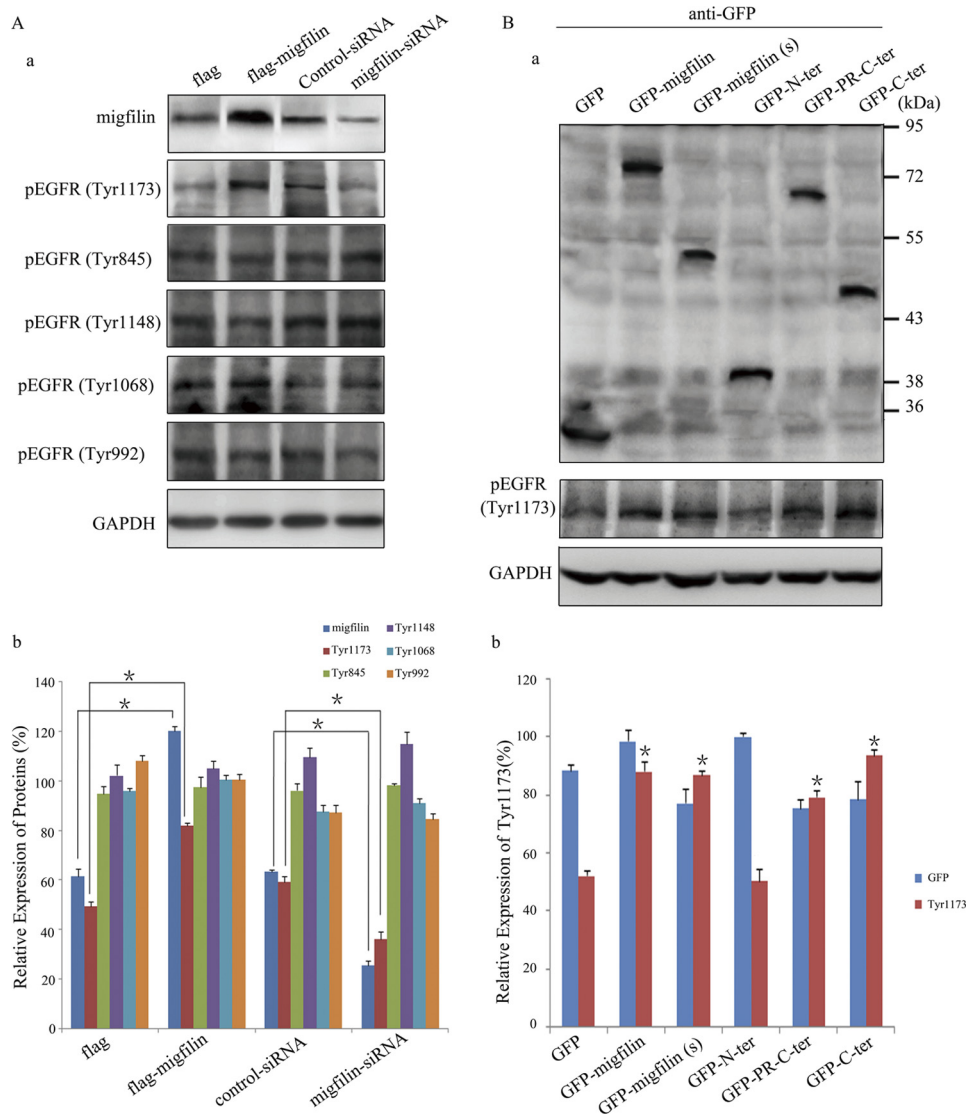 A
a
flag
flag-migfilin
Control-siRNA
migfilin-siRNA
migfilin
pEGFR (Tyr1173)
pEGFR (Tyr845)
pEGFR (Tyr1148)
pEGFR (Tyr1068)
pEGFR (Tyr992)
GAPDH
b
migfilin
Tyr1148
Tyr1173
Tyr1068
Tyr845
Tyr992
Relative Expression of Proteins (%)
140
120
100
80
60
40
20
0
*
*
*
*
flag
flag-migfilin
control-siRNA
migfilin-siRNA
B
anti-GFP
a
GFP
GFP-migfilin
GFP-migfilin (s)
GFP-N-ter
GFP-PR-C-ter
GFP-C-ter
(kDa)
95
72
55
43
38
36
pEGFR
(Tyr1173)
GAPDH
b
Relative Expression of Tyr1173(%)
120
100
80
60
40
20
0
*
*
*
*
GFP
Tyr1173
GFP
GFP-migfilin
GFP-migfilin (s)
GFP-N-ter
GFP-PR-C-ter
GFP-C-ter